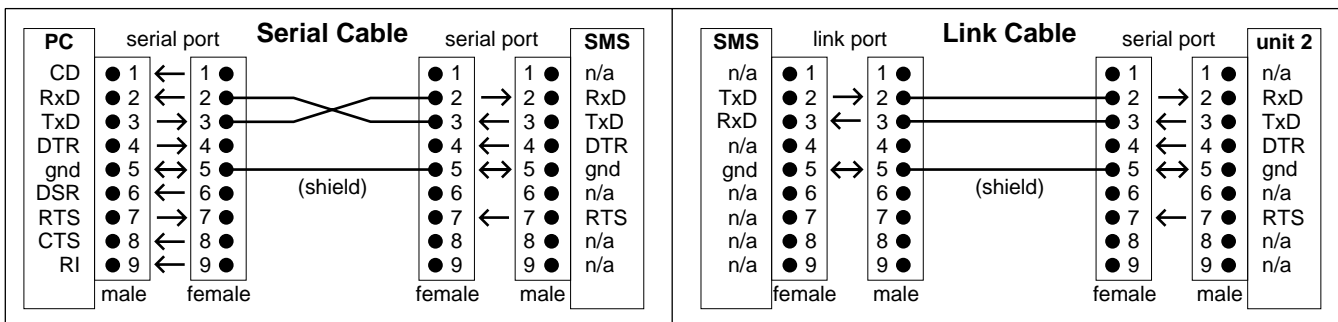 Serial Cable
PC serial port serial port SMS
CD 1 1 1 1 n/a
RxD 2 2 2 2 RxD
TxD 3 3 3 3 TxD
DTR 4 4 4 4 DTR
gnd 5 5 5 5 gnd
(shield)
DSR 6 6 6 6 n/a
RTS 7 7 7 7 RTS
CTS 8 8 8 8 n/a
RI 9 9 9 9 n/a
male female female male
Link Cable
SMS link port serial port unit 2
n/a 1 1 1 1 n/a
TxD 2 2 2 2 RxD
RxD 3 3 3 3 TxD
n/a 4 4 4 4 DTR
gnd 5 5 5 5 gnd
(shield)
n/a 6 6 6 6 n/a
n/a 7 7 7 7 RTS
n/a 8 8 8 8 n/a
n/a 9 9 9 9 n/a
female male female male